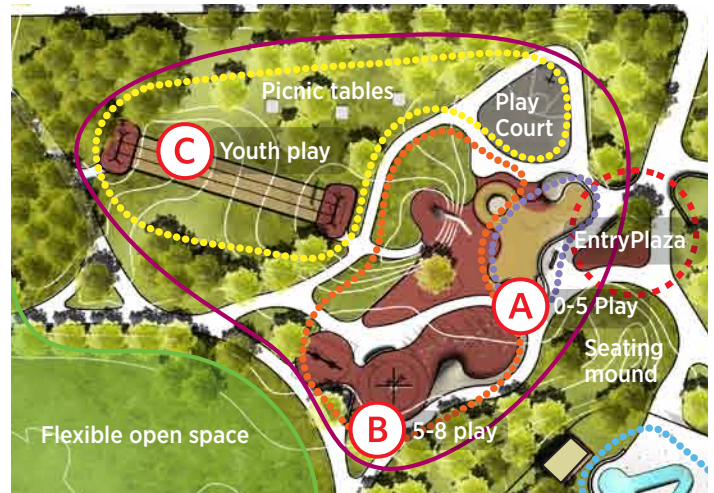 Picnic tables
Play
Court
C Youth play
EntryPlaza
A 0-5 Play
Seating
mound
B 5-8 play
Flexible open space